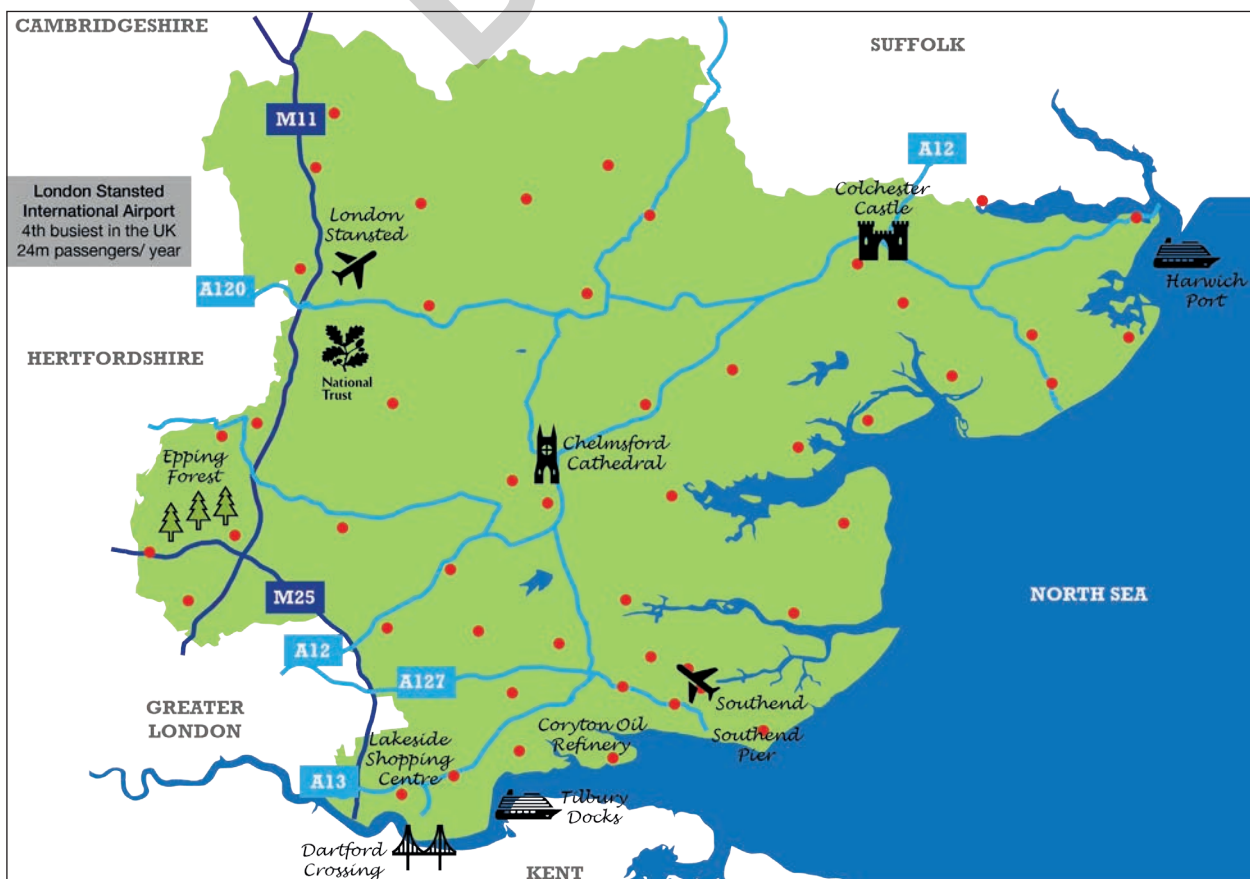 CAMBRIDGESHIRE
SUFFOLK
M11
A12
London Stansted
International Airport
4th busiest in the UK
24m passengers/ year
Colchester
Castle
London
Stansted
A120
Harwich
Port
HERTFORDSHIRE
National
Trust
Epping
Forest
Chelmsford
Cathedral
M25
NORTH SEA
A12
A127
GREATER
LONDON
Southend
Coryton Oil
Refinery
Southend
Pier
Lakeside
Shopping
Centre
A13
Tilbury
Docks
Dartford
Crossing
KENT